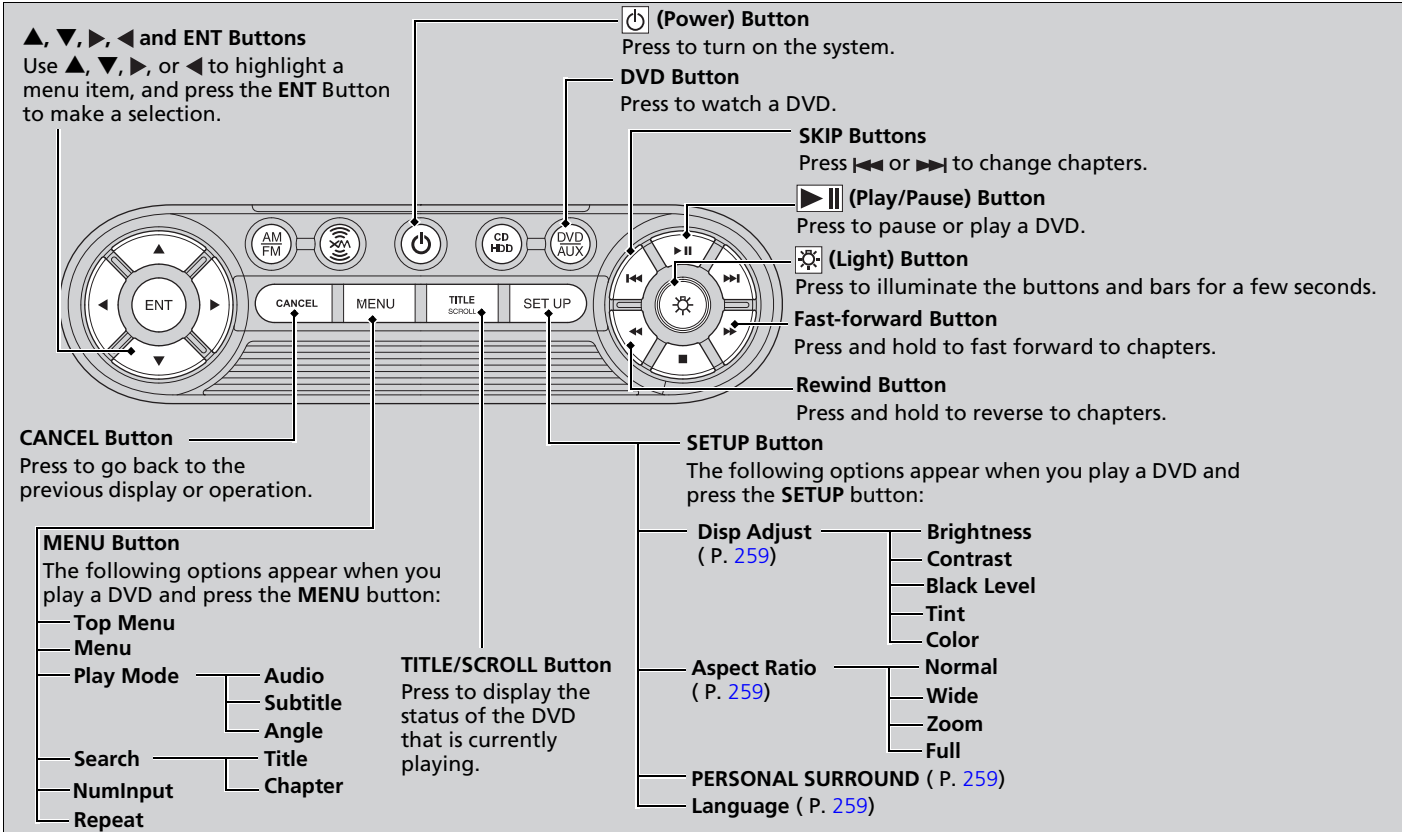 ▲, ▼, ▶, ◀ and ENT Buttons
Use ▲, ▼, ▶, or ◀ to highlight a
menu item, and press the ENT Button
to make a selection.
(Power) Button
Press to turn on the system.
DVD Button
Press to watch a DVD.
SKIP Buttons
Press |◀◀ or ▶▶| to change chapters.
▶ || (Play/Pause) Button
Press to pause or play a DVD.
(Light) Button
Press to illuminate the buttons and bars for a few seconds.
Fast-forward Button
Press and hold to fast forward to chapters.
Rewind Button
Press and hold to reverse to chapters.
AM
FM
XM
CD
HDD
DVD
AUX
ENT
CANCEL
MENU
TITLE
SCROLL
SET UP
CANCEL Button
Press to go back to the
previous display or operation.
MENU Button
The following options appear when you
play a DVD and press the MENU button:
Top Menu
Menu
Play Mode
Audio
Subtitle
Angle
Search
Title
Chapter
NumInput
Repeat
TITLE/SCROLL Button
Press to display the
status of the DVD
that is currently
playing.
SETUP Button
The following options appear when you play a DVD and
press the SETUP button:
Disp Adjust
( P. 259)
Brightness
Contrast
Black Level
Tint
Color
Aspect Ratio
( P. 259)
Normal
Wide
Zoom
Full
PERSONAL SURROUND ( P. 259)
Language ( P. 259)